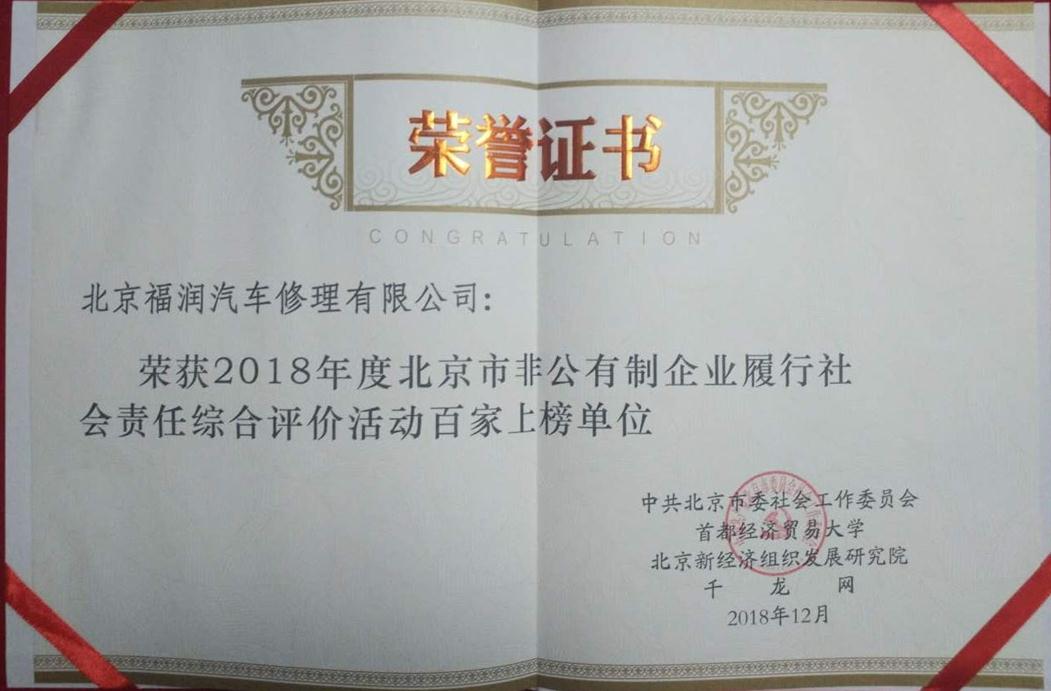 荣誉证书
CONGRATULATION
北京福润汽车修理有限公司:
荣获2018年度北京市非公有制企业履行社
会责任综合评价活动百家上榜单位
中共北京市委社会工作委员会
首都经济贸易大学
北京新经济组织发展研究院
千龙网
2018年12月